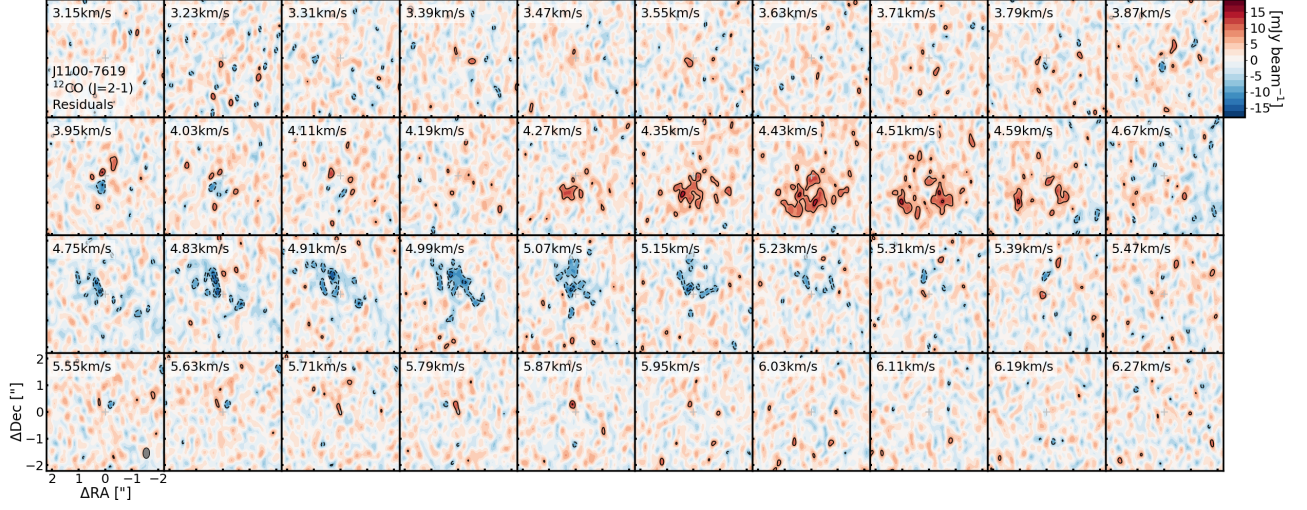 3.15km/s 3.23km/s 3.31km/s 3.39km/s 3.47km/s 3.55km/s 3.63km/s 3.71km/s 3.79km/s 3.87km/s
J1100-7619
¹²CO (J=2-1)
Residuals
15
10
5
0
-5
-10
-15
[mJy beam⁻¹]
3.95km/s 4.03km/s 4.11km/s 4.19km/s 4.27km/s 4.35km/s 4.43km/s 4.51km/s 4.59km/s 4.67km/s
4.75km/s 4.83km/s 4.91km/s 4.99km/s 5.07km/s 5.15km/s 5.23km/s 5.31km/s 5.39km/s 5.47km/s
5.55km/s 5.63km/s 5.71km/s 5.79km/s 5.87km/s 5.95km/s 6.03km/s 6.11km/s 6.19km/s 6.27km/s
2
1
0
−1
−2
ΔDec ["]
2 1 0 −1 −2
ΔRA ["]